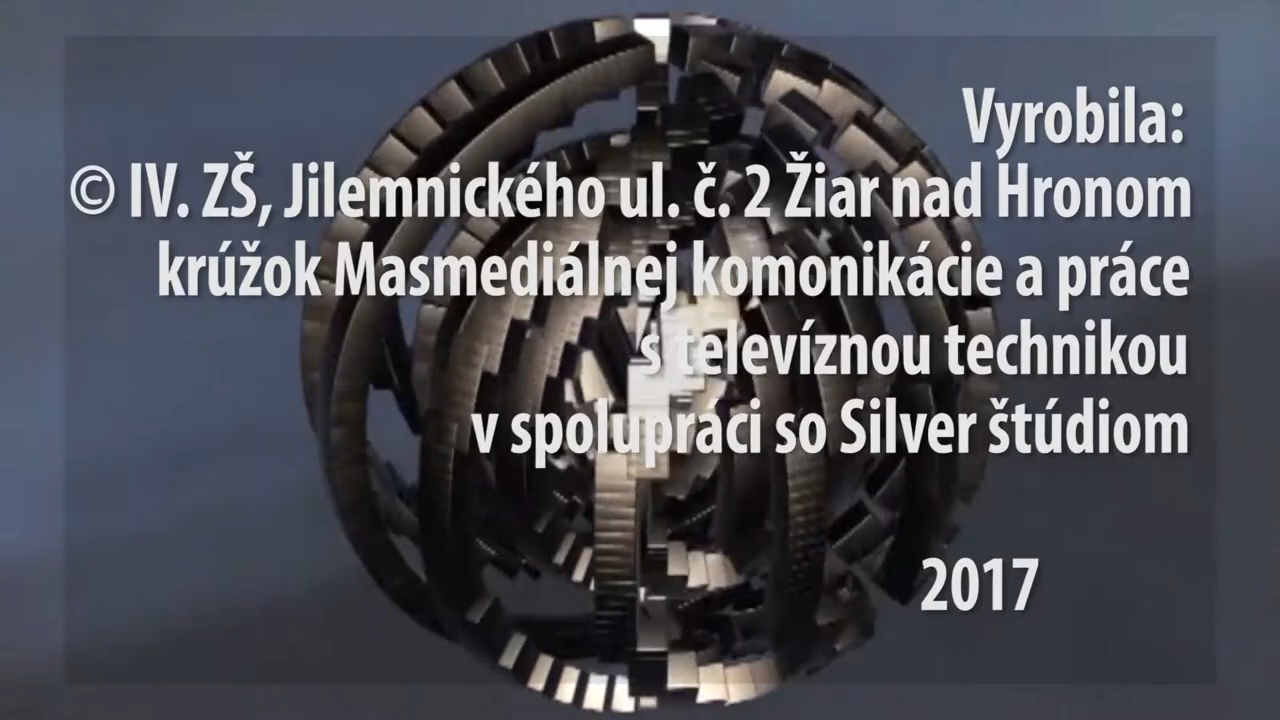 Vyrobila:
© IV. ZŠ, Jilemnického ul. č. 2 Žiar nad Hronom
krúžok Masmediálnej komonikácie a práce
s televíznou technikou
v spolupráci so Silver štúdiom
2017